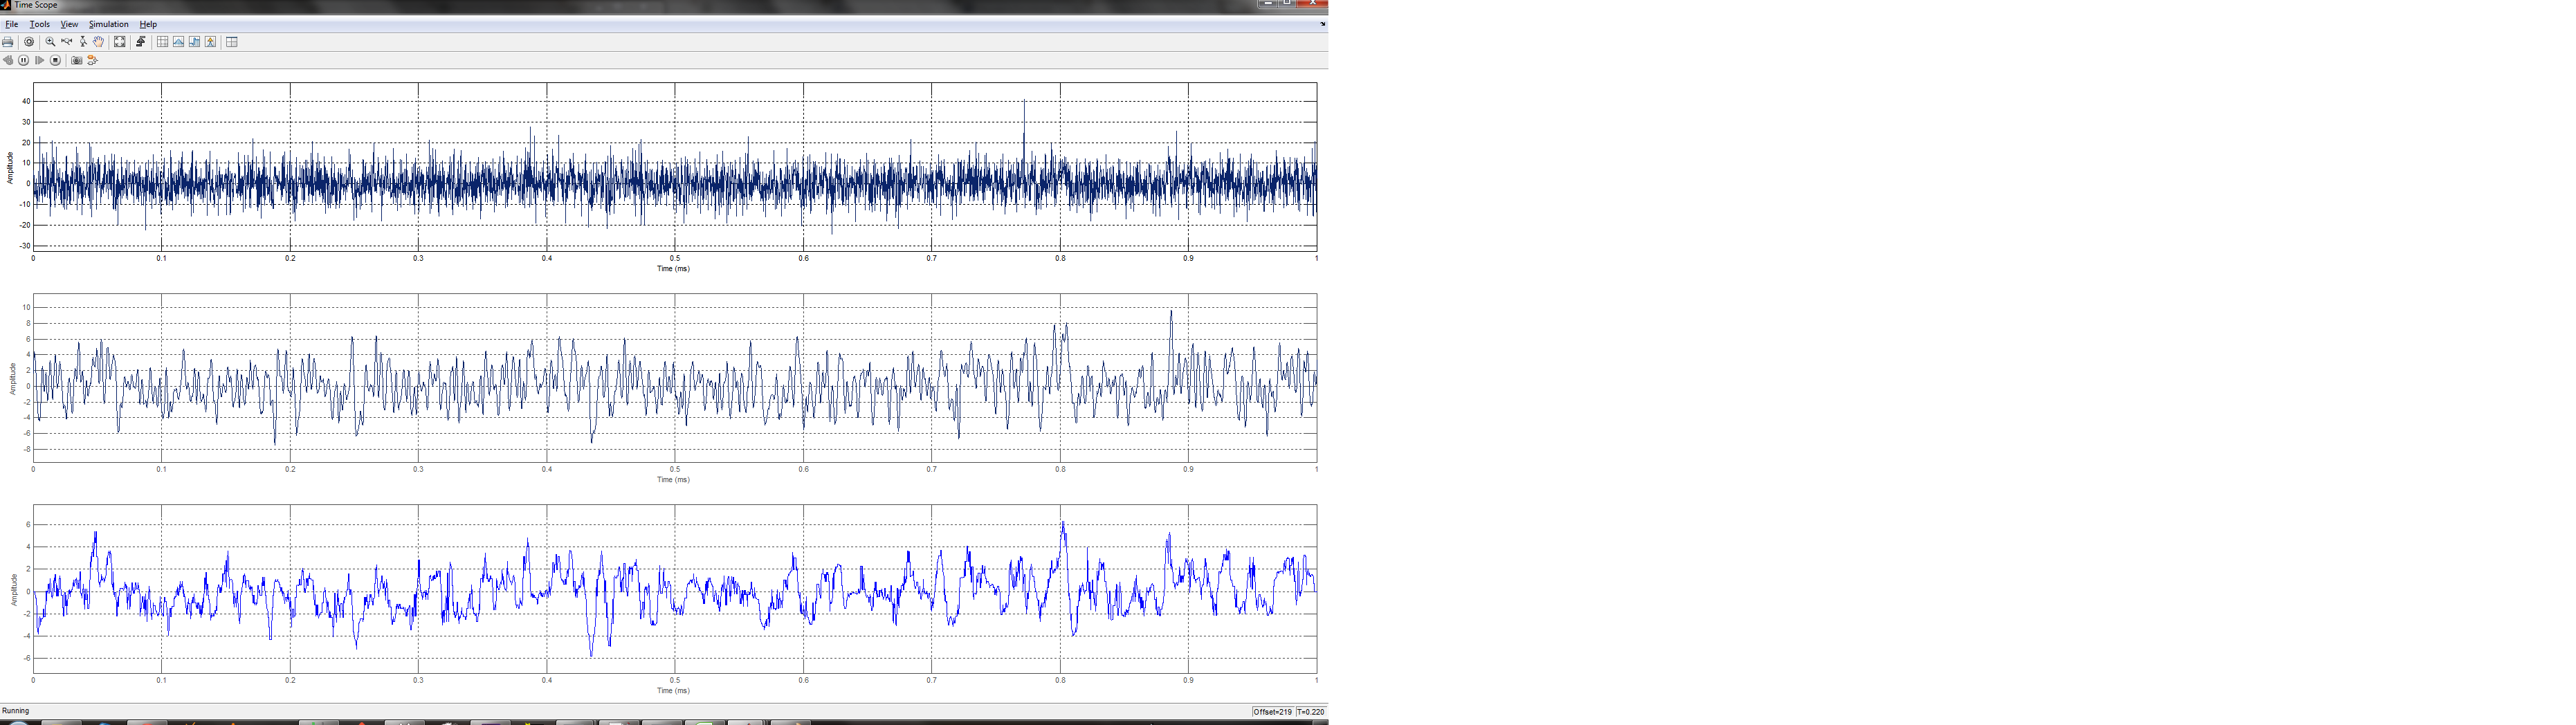 Time Scope
File Tools View Simulation Help
40
30
20
10
0
-10
-20
-30
Amplitude
0 0.1 0.2 0.3 0.4 0.5 0.6 0.7 0.8 0.9 1
Time (ms)
10
8
6
4
2
0
-2
-4
-6
-8
Amplitude
0 0.1 0.2 0.3 0.4 0.5 0.6 0.7 0.8 0.9 1
Time (ms)
6
4
2
0
-2
-4
-6
Amplitude
0 0.1 0.2 0.3 0.4 0.5 0.6 0.7 0.8 0.9 1
Time (ms)
Running Offset=219 T=0.220